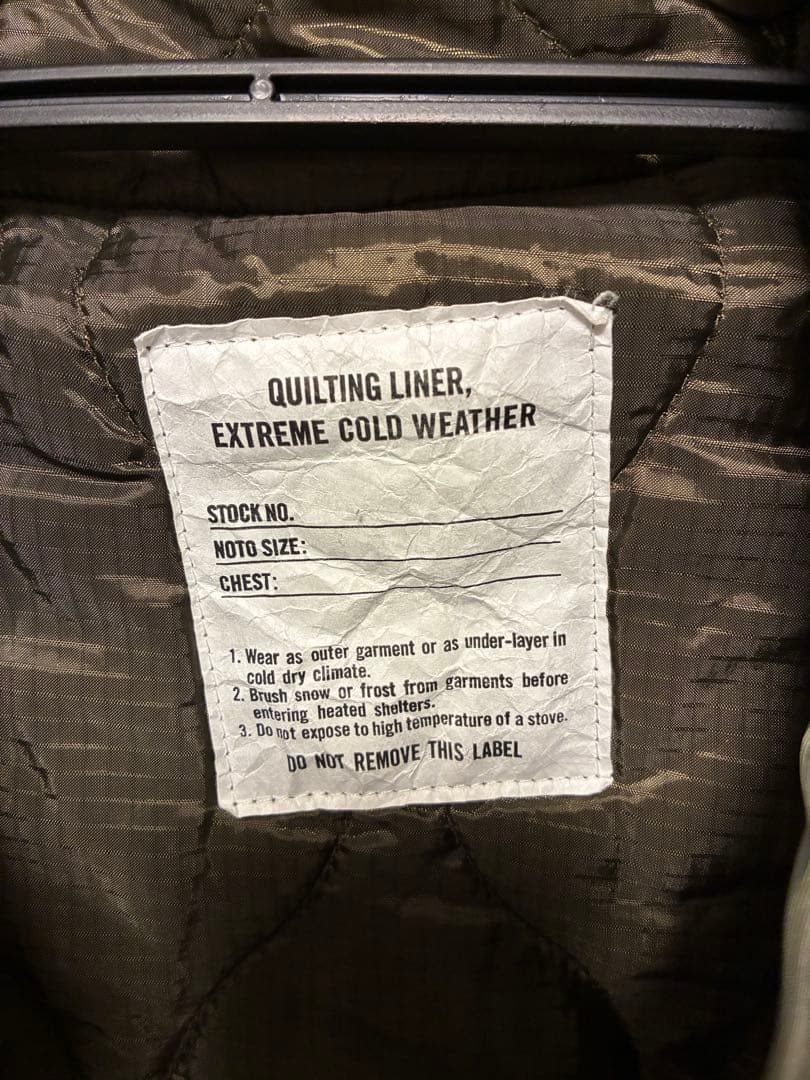 QUILTING LINER,
EXTREME COLD WEATHER
STOCK NO.
NOTO SIZE:
CHEST:
1. Wear as outer garment or as under-layer in
cold dry climate.
2. Brush snow or frost from garments before
entering heated shelters.
3. Do not expose to high temperature of a stove.
DO NOT REMOVE THIS LABEL